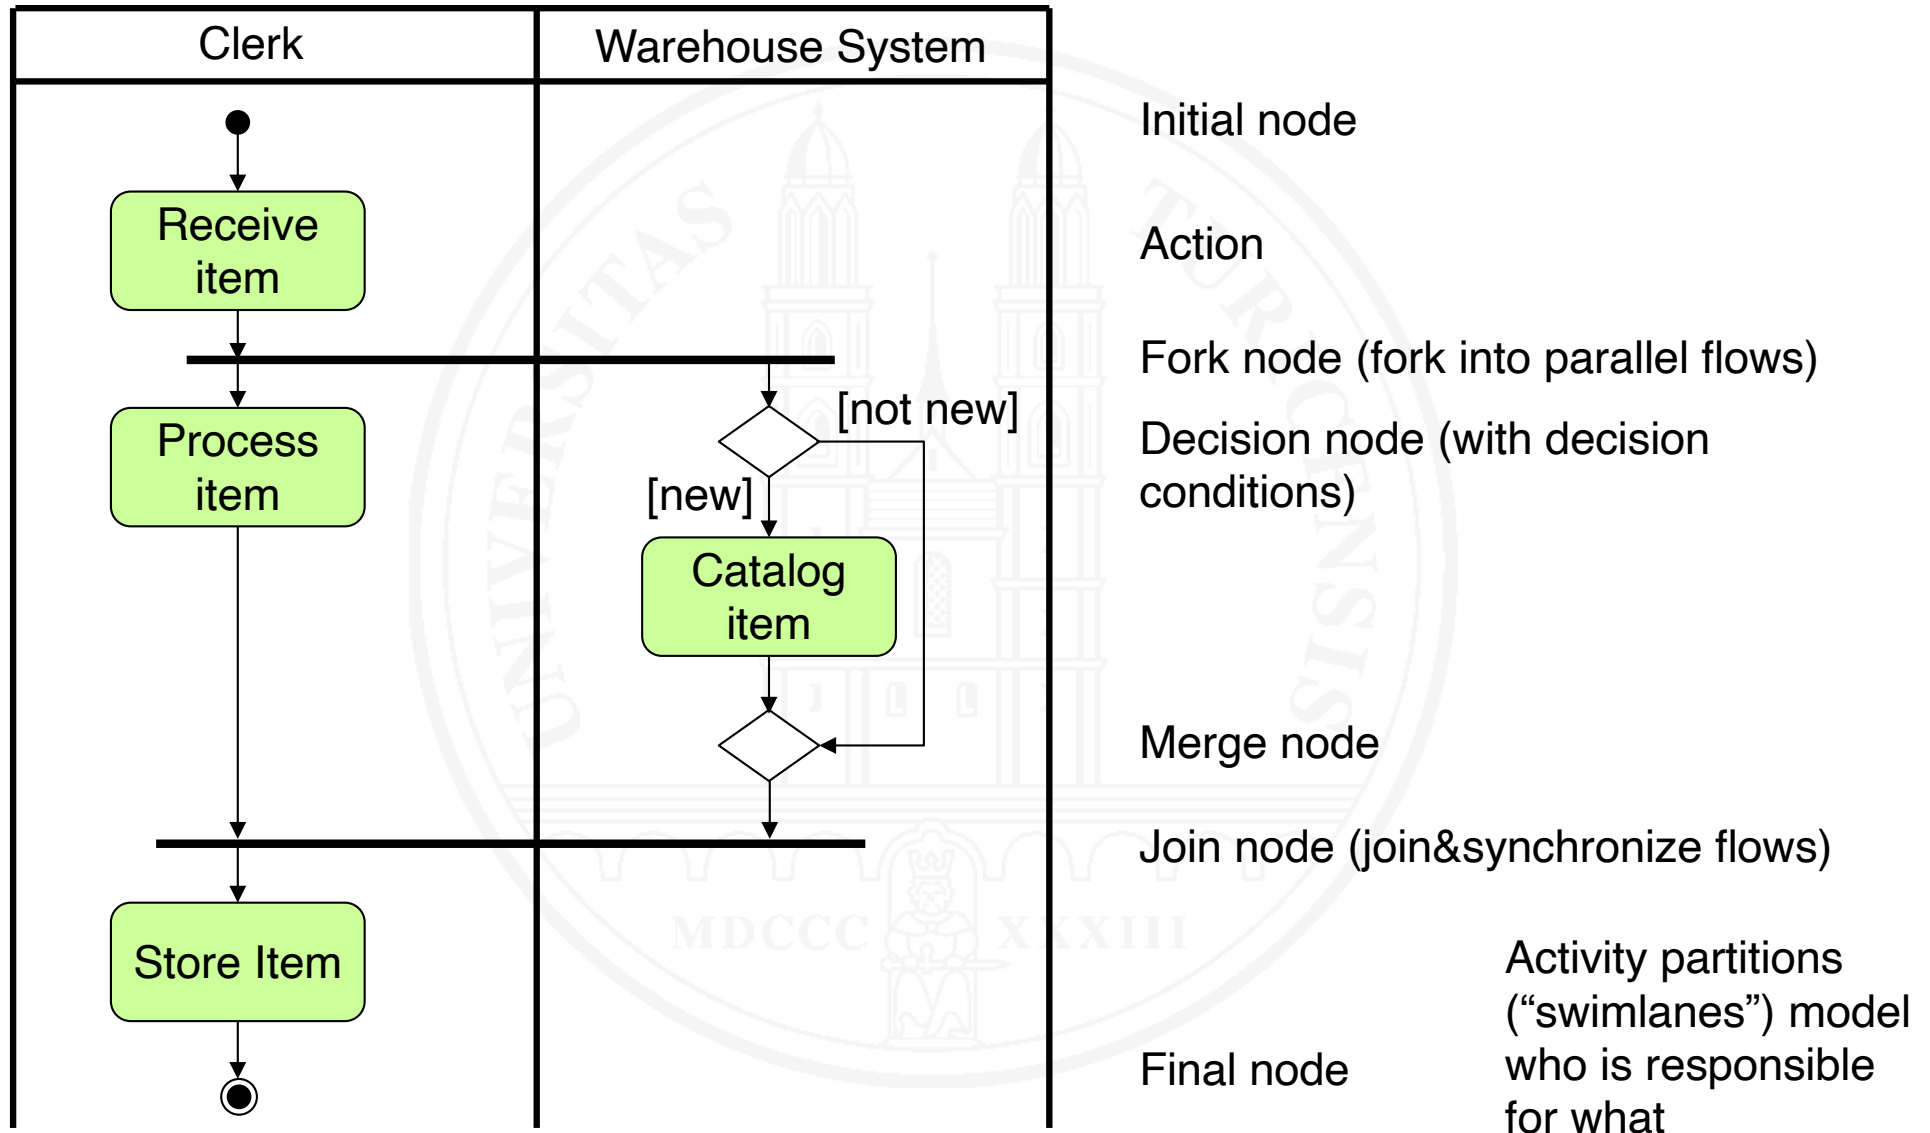 Clerk
Warehouse System
Initial node
Receive
item
Action
Fork node (fork into parallel flows)
[not new]
Process
item
Decision node (with decision
conditions)
[new]
Catalog
item
Merge node
Join node (join&synchronize flows)
Store Item
Activity partitions
(“swimlanes”) model
who is responsible
for what
Final node
UNIVERSITAS
TURICENSIS
MDCCC
XXXIII